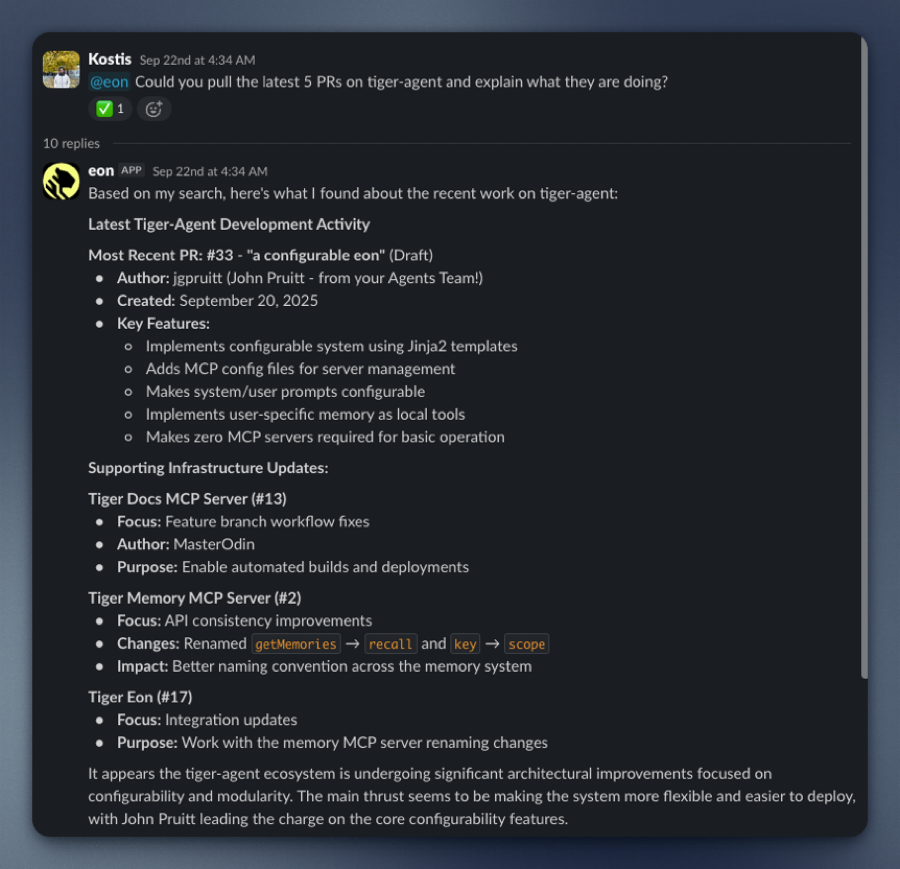 Kostis Sep 22nd at 4:34 AM
@eon Could you pull the latest 5 PRs on tiger-agent and explain what they are doing?
1
10 replies
eon APP Sep 22nd at 4:34 AM
Based on my search, here's what I found about the recent work on tiger-agent:
Latest Tiger-Agent Development Activity
Most Recent PR: #33 - "a configurable eon" (Draft)
• Author: jgpruitt (John Pruitt - from your Agents Team!)
• Created: September 20, 2025
• Key Features:
◦ Implements configurable system using Jinja2 templates
◦ Adds MCP config files for server management
◦ Makes system/user prompts configurable
◦ Implements user-specific memory as local tools
◦ Makes zero MCP servers required for basic operation
Supporting Infrastructure Updates:
Tiger Docs MCP Server (#13)
• Focus: Feature branch workflow fixes
• Author: MasterOdin
• Purpose: Enable automated builds and deployments
Tiger Memory MCP Server (#2)
• Focus: API consistency improvements
• Changes: Renamed getMemories → recall and key → scope
• Impact: Better naming convention across the memory system
Tiger Eon (#17)
• Focus: Integration updates
• Purpose: Work with the memory MCP server renaming changes
It appears the tiger-agent ecosystem is undergoing significant architectural improvements focused on
configurability and modularity. The main thrust seems to be making the system more flexible and easier to deploy,
with John Pruitt leading the charge on the core configurability features.